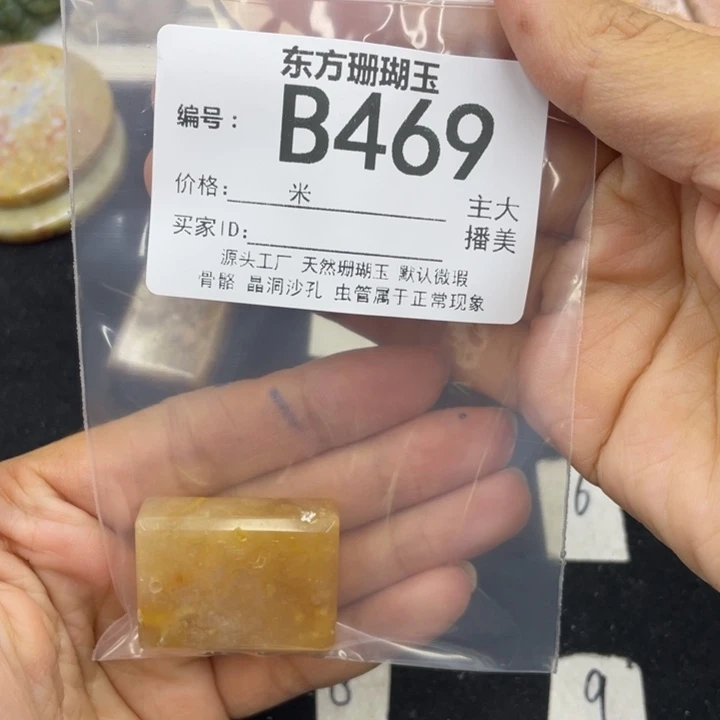 东方珊瑚玉
编号：B469
价格：米
买家ID：
主大
播美
源头工厂 天然珊瑚玉 默认微瑕
骨骼 晶洞沙孔 虫管属于正常现象
6
9